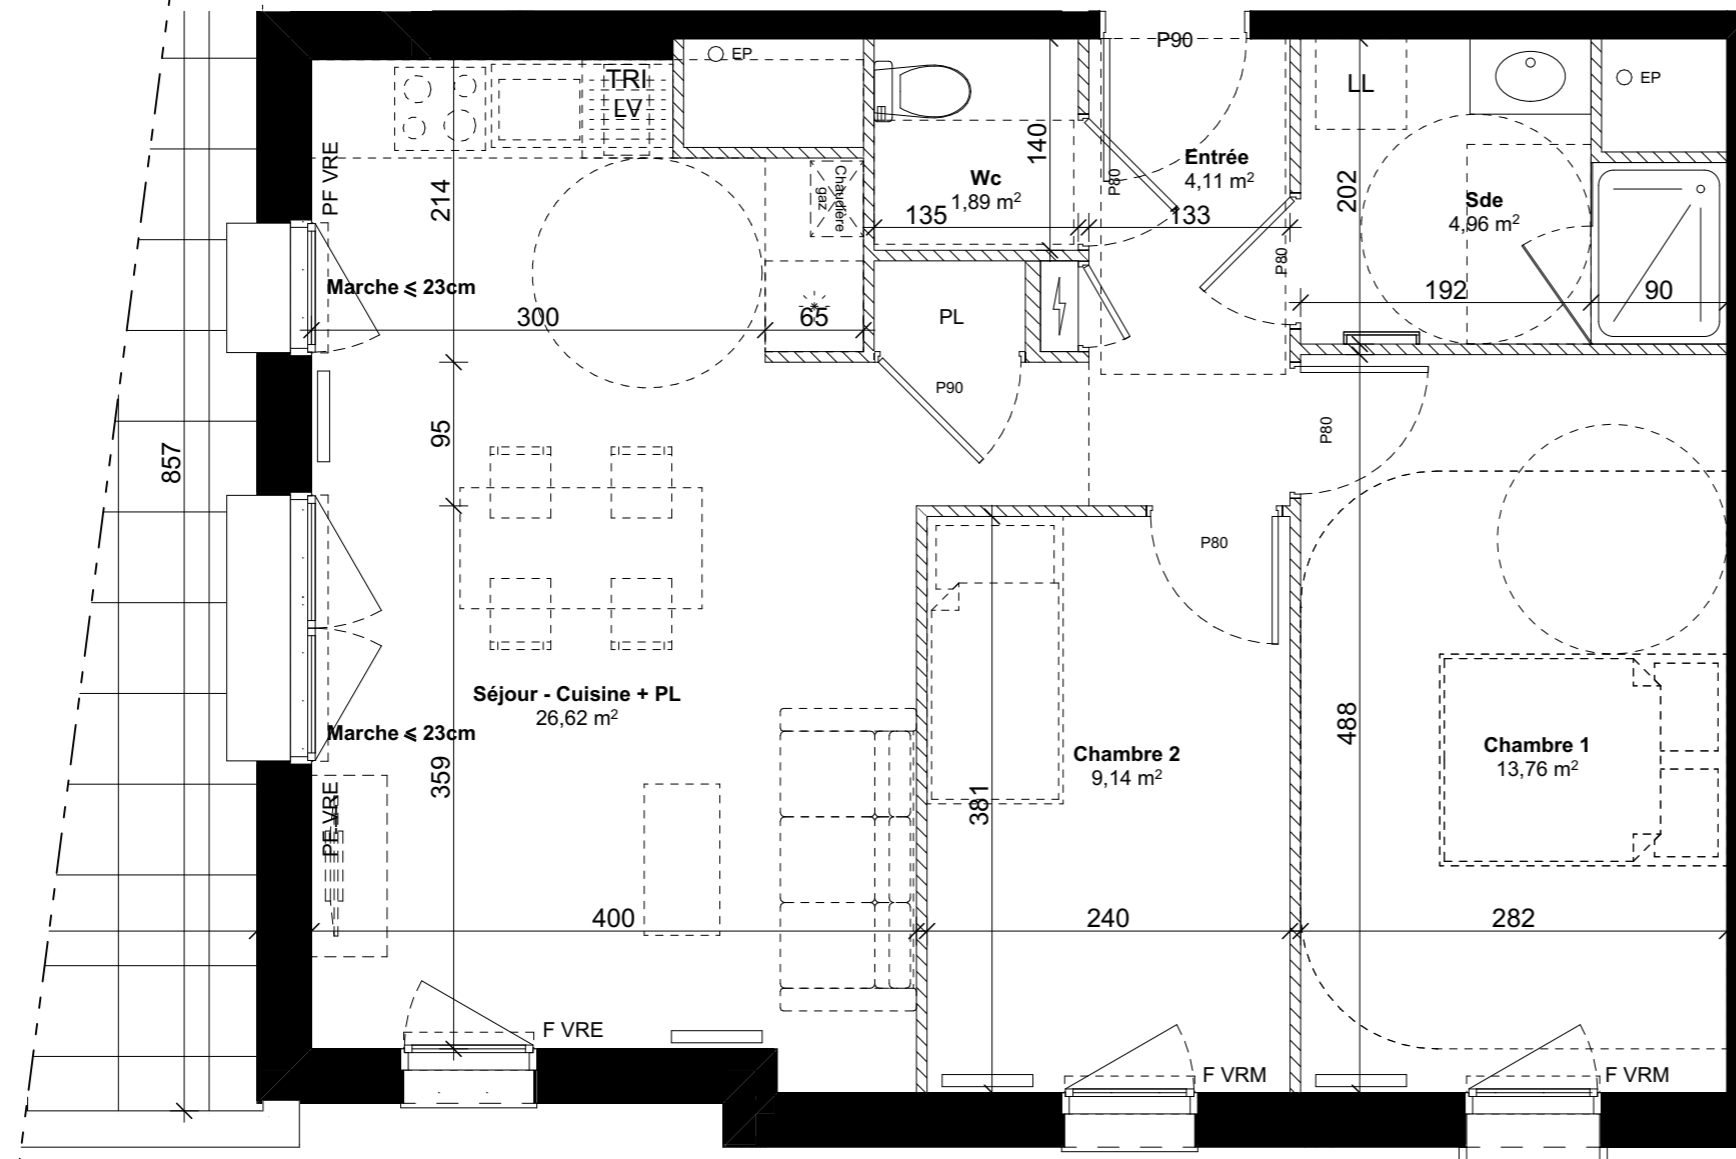 P90
EP
TRI
LV
LL
EP
PF VRE
214
Chaudière
gaz
140
Wc
1,89 m²
135
P80
Entrée
4,11 m²
133
202
Sde
4,96 m²
P80
Marche ⩽ 23cm
300
65
PL
192
90
P90
857
95
P80
P80
Séjour - Cuisine + PL
26,62 m²
Marche ⩽ 23cm
359
PF VRE
Chambre 2
9,14 m²
381
488
Chambre 1
13,76 m²
400
240
282
F VRE
F VRM
F VRM